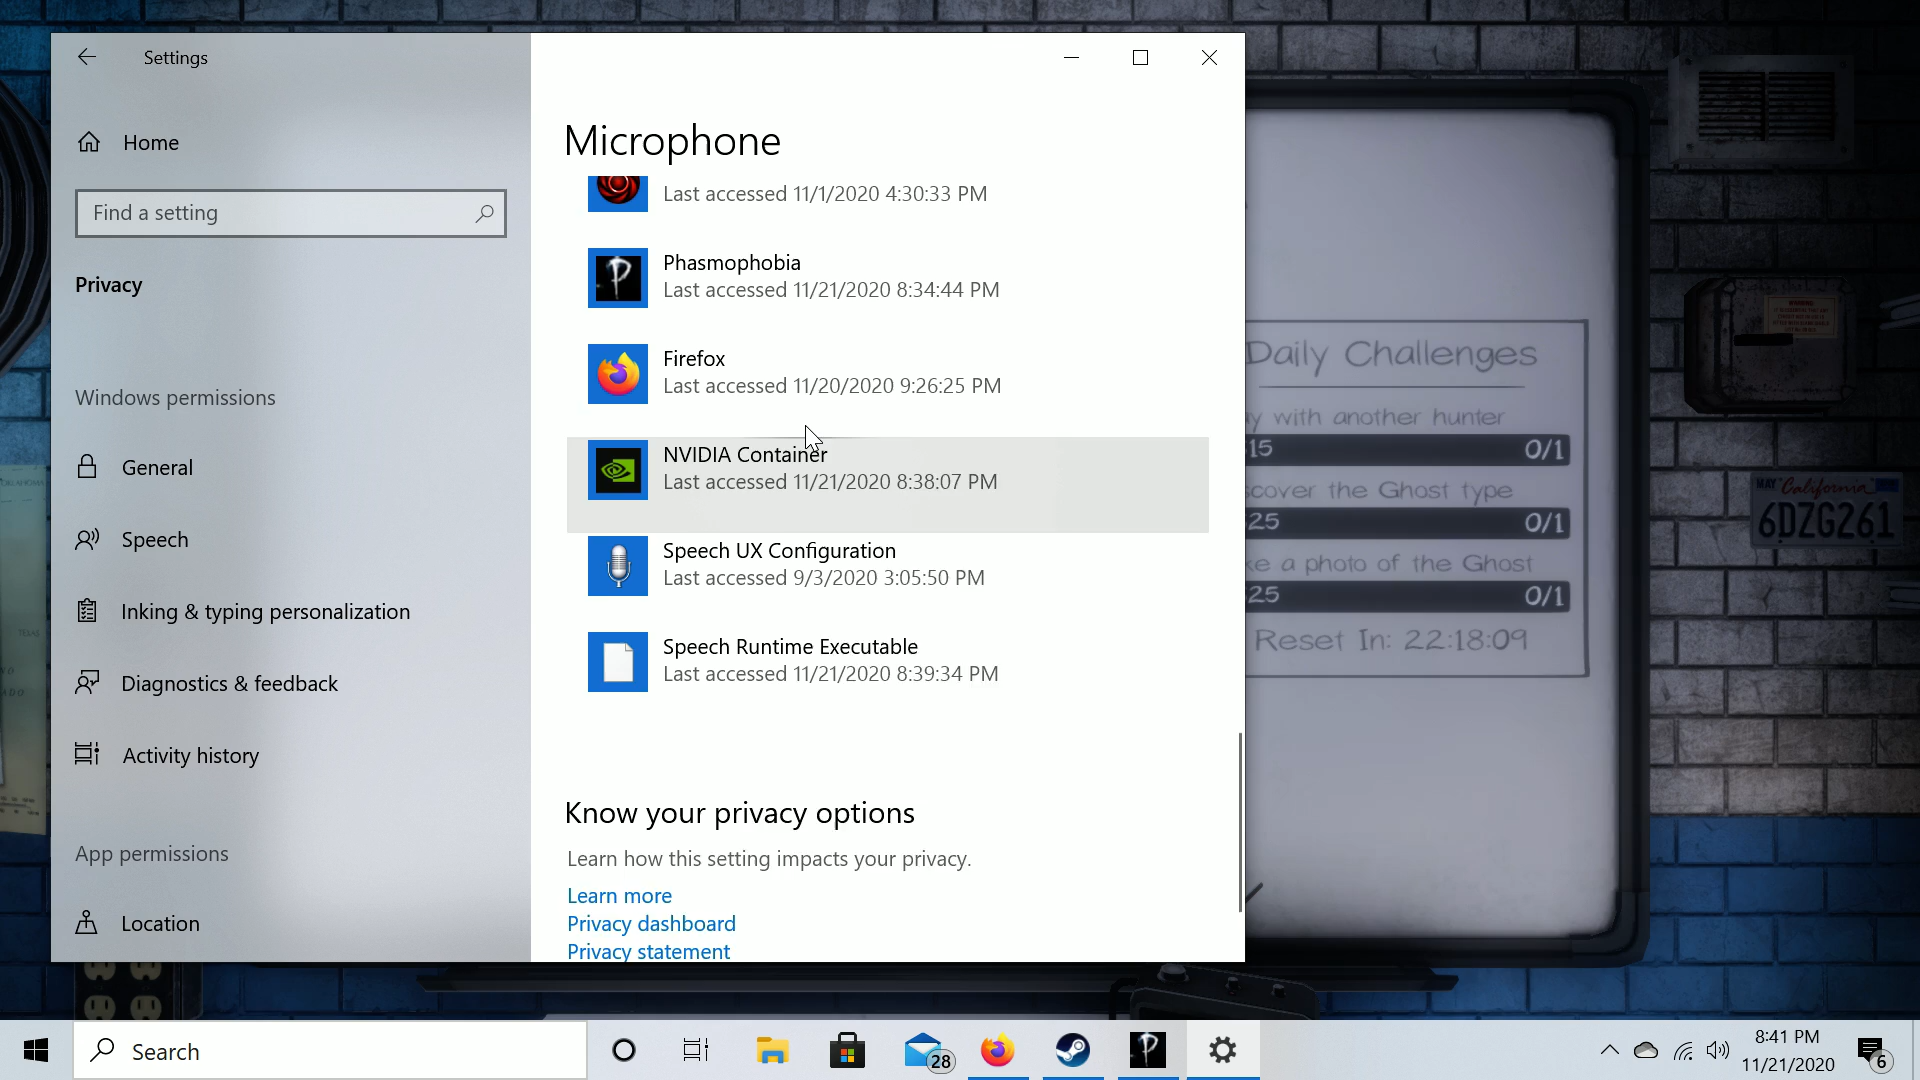 Settings
Home
Find a setting
Privacy
Windows permissions
General
Speech
Inking & typing personalization
Diagnostics & feedback
Activity history
App permissions
Location
Microphone
Last accessed 11/1/2020 4:30:33 PM
Phasmophobia
Last accessed 11/21/2020 8:34:44 PM
Firefox
Last accessed 11/20/2020 9:26:25 PM
NVIDIA Container
Last accessed 11/21/2020 8:38:07 PM
Speech UX Configuration
Last accessed 9/3/2020 3:05:50 PM
Speech Runtime Executable
Last accessed 11/21/2020 8:39:34 PM
Know your privacy options
Learn how this setting impacts your privacy.
Learn more
Privacy dashboard
Privacy statement
Daily Challenges
with another hunter
15 0/1
the Ghost type
25 0/1
a photo of the Ghost
25 0/1
Reset In: 22:18:09
MAY California
6DZG261
WARNING
TEXAS
Search
28
8:41 PM
11/21/2020
6